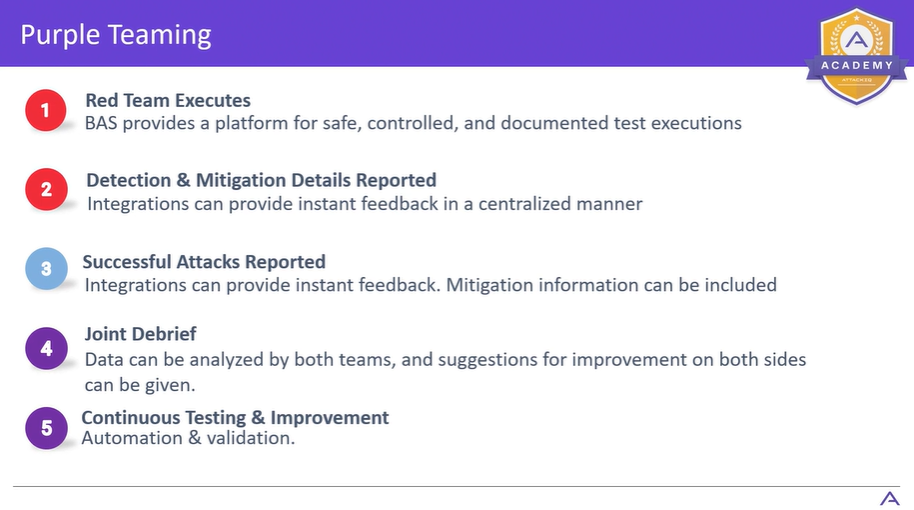 Purple Teaming
ACADEMY
ATTACKIQ
1
Red Team Executes
BAS provides a platform for safe, controlled, and documented test executions
2
Detection & Mitigation Details Reported
Integrations can provide instant feedback in a centralized manner
3
Successful Attacks Reported
Integrations can provide instant feedback. Mitigation information can be included
4
Joint Debrief
Data can be analyzed by both teams, and suggestions for improvement on both sides
can be given.
5
Continuous Testing & Improvement
Automation & validation.